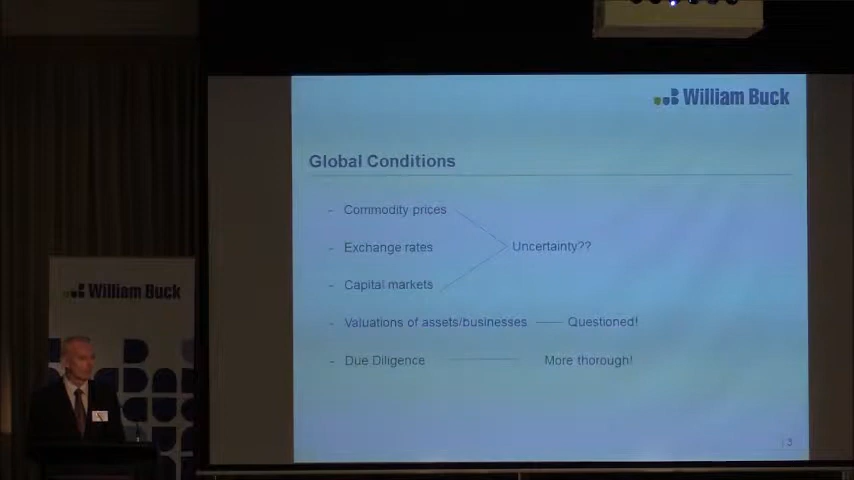 William Buck
Global Conditions
- Commodity prices
- Exchange rates
Uncertainty??
- Capital markets
- Valuations of assets/businesses
Questioned!
- Due Diligence
More thorough!
| 3
William Buck